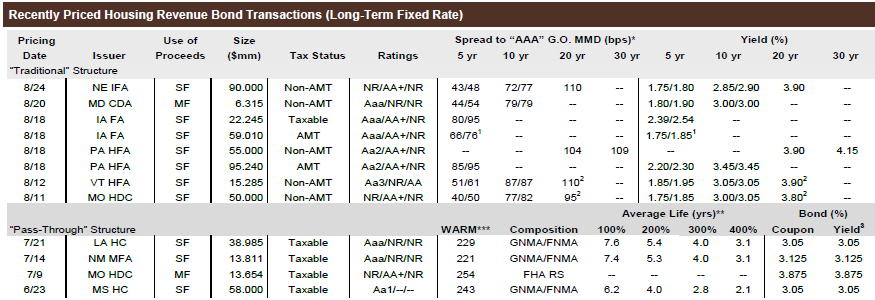 Recently Priced Housing Revenue Bond Transactions (Long-Term Fixed Rate)
Pricing Use of Size Spread to “AAA” G.O. MMD (bps)* Yield (%)
Date Issuer Proceeds ($mm) Tax Status Ratings 5 yr 10 yr 20 yr 30 yr 5 yr 10 yr 20 yr 30 yr
“Traditional” Structure
8/24 NE IFA SF 90.000 Non-AMT NR/AA+/NR 43/48 72/77 110 -- 1.75/1.80 2.85/2.90 3.90 --
8/20 MD CDA MF 6.315 Non-AMT Aaa/NR/NR 44/54 79/79 -- -- 1.80/1.90 3.00/3.00 -- --
8/18 IA FA SF 22.245 Taxable Aaa/AA+/NR 80/95 -- -- -- 2.39/2.54 -- -- --
8/18 IA FA SF 59.010 AMT Aaa/AA+/NR 66/76¹ -- -- -- 1.75/1.85¹ -- -- --
8/18 PA HFA SF 55.000 Non-AMT Aa2/AA+/NR -- -- 104 109 -- -- 3.90 4.15
8/18 PA HFA SF 95.240 AMT Aa2/AA+/NR 85/95 -- -- -- 2.20/2.30 3.45/3.45 -- --
8/12 VT HFA SF 15.285 Non-AMT Aa3/NR/AA 51/61 87/87 110² -- 1.85/1.95 3.05/3.05 3.90² --
8/11 MO HDC SF 50.000 Non-AMT NR/AA+/NR 40/50 77/82 95² -- 1.75/1.85 3.00/3.05 3.80² --
Average Life (yrs)** Bond (%)
“Pass-Through” Structure WARM*** Composition 100% 200% 300% 400% Coupon Yield³
7/21 LA HC SF 38.985 Taxable Aaa/NR/NR 229 GNMA/FNMA 7.6 5.4 4.0 3.1 3.05 3.05
7/14 NM MFA SF 13.811 Taxable Aaa/NR/NR 221 GNMA/FNMA 7.4 5.3 4.0 3.1 3.125 3.125
7/9 MO HDC MF 13.654 Taxable NR/AA+/NR 254 FHA RS -- -- -- -- 3.875 3.875
6/23 MS HC SF 58.000 Taxable Aa1/--/-- 243 GNMA/FNMA 6.2 4.0 2.8 2.1 3.05 3.05